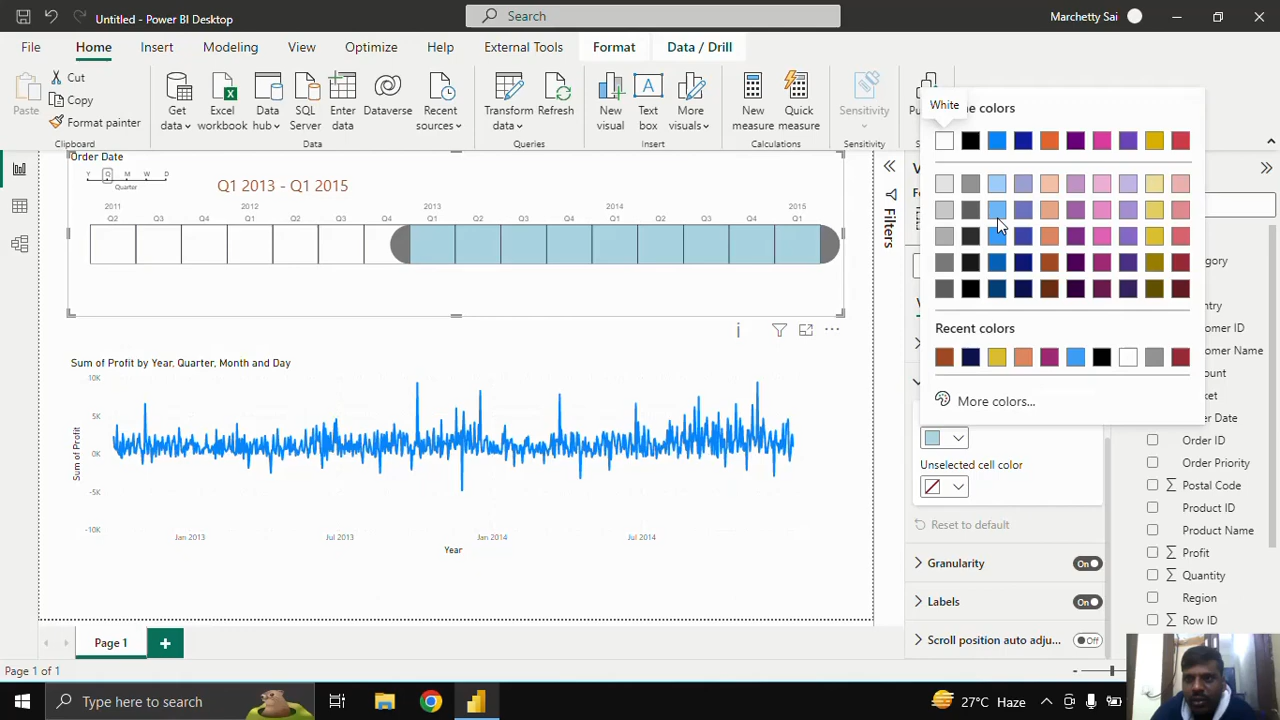 Untitled - Power BI Desktop
Search
Marchetty Sai
File
Home
Insert
Modeling
View
Optimize
Help
External Tools
Format
Data / Drill
Paste
Cut
Copy
Format painter
Clipboard
Get data
Excel workbook
Data hub
SQL Server
Enter data
Dataverse
Recent sources
Data
Transform data
Refresh
Queries
New visual
Text box
More visuals
Insert
New measure
Quick measure
Calculations
Sensitivity
Sensitivity
White
colors
Recent colors
More colors...
Order Date
Y Q M W D
Quarter
Q1 2013 - Q1 2015
2011 2012 2013 2014 2015
Q2 Q3 Q4 Q1 Q2 Q3 Q4 Q1 Q2 Q3 Q4 Q1 Q2 Q3 Q4 Q1
Filters
Sum of Profit by Year, Quarter, Month and Day
10K
5K
0K
-5K
-10K
Sum of Profit
Jan 2013
Jul 2013
Jan 2014
Jul 2014
Year
Unselected cell color
Reset to default
Granularity
On
Labels
On
Scroll position auto adju...
Off
Order ID
Order Priority
Postal Code
Product ID
Product Name
Profit
Quantity
Region
Row ID
Page 1
Page 1 of 1
Type here to search
27°C Haze